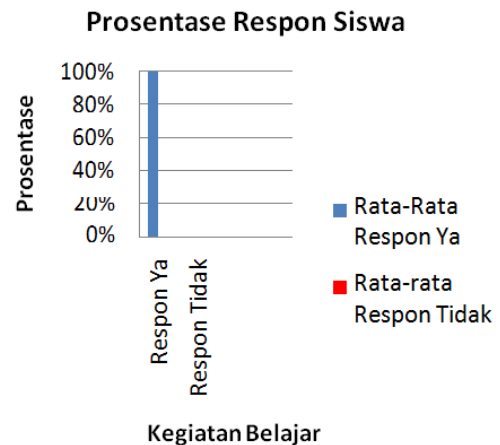 Prosentase Respon Siswa
Prosentase
100%
80%
60%
40%
20%
0%
Respon Ya
Respon Tidak
Rata-Rata
Respon Ya
Rata-rata
Respon Tidak
Kegiatan Belajar